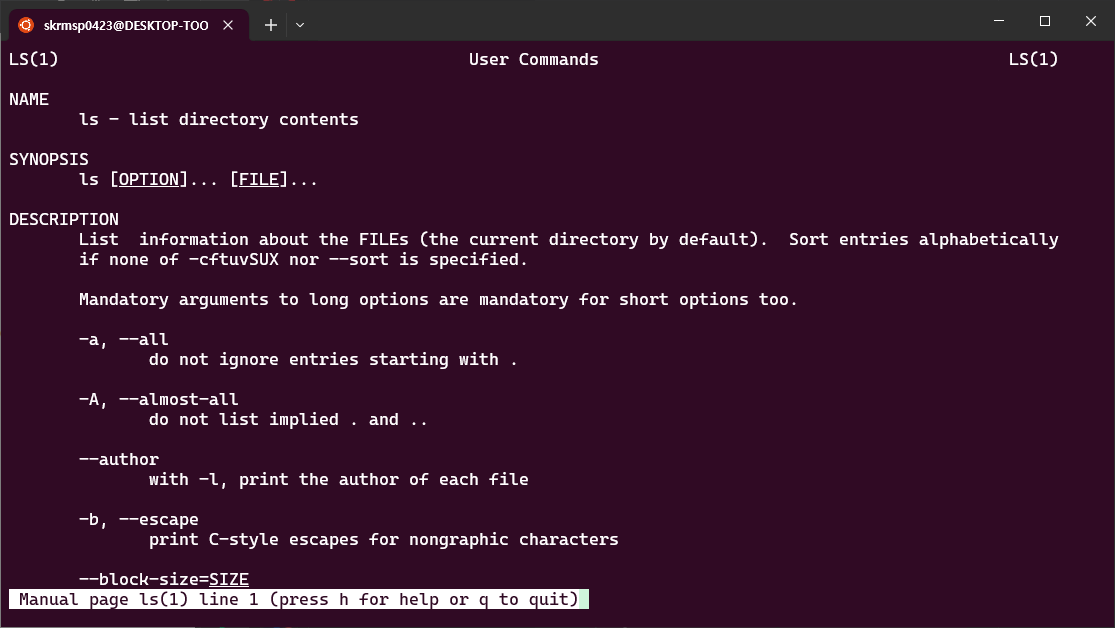 skrmsp0423@DESKTOP-TOO
LS(1) User Commands LS(1)
NAME
ls - list directory contents
SYNOPSIS
ls [OPTION]... [FILE]...
DESCRIPTION
List  information about the FILEs (the current directory by default).  Sort entries alphabetically
if none of -cftuvSUX nor --sort is specified.
Mandatory arguments to long options are mandatory for short options too.
-a, --all
do not ignore entries starting with .
-A, --almost-all
do not list implied . and ..
--author
with -l, print the author of each file
-b, --escape
print C-style escapes for nongraphic characters
--block-size=SIZE
Manual page ls(1) line 1 (press h for help or q to quit)